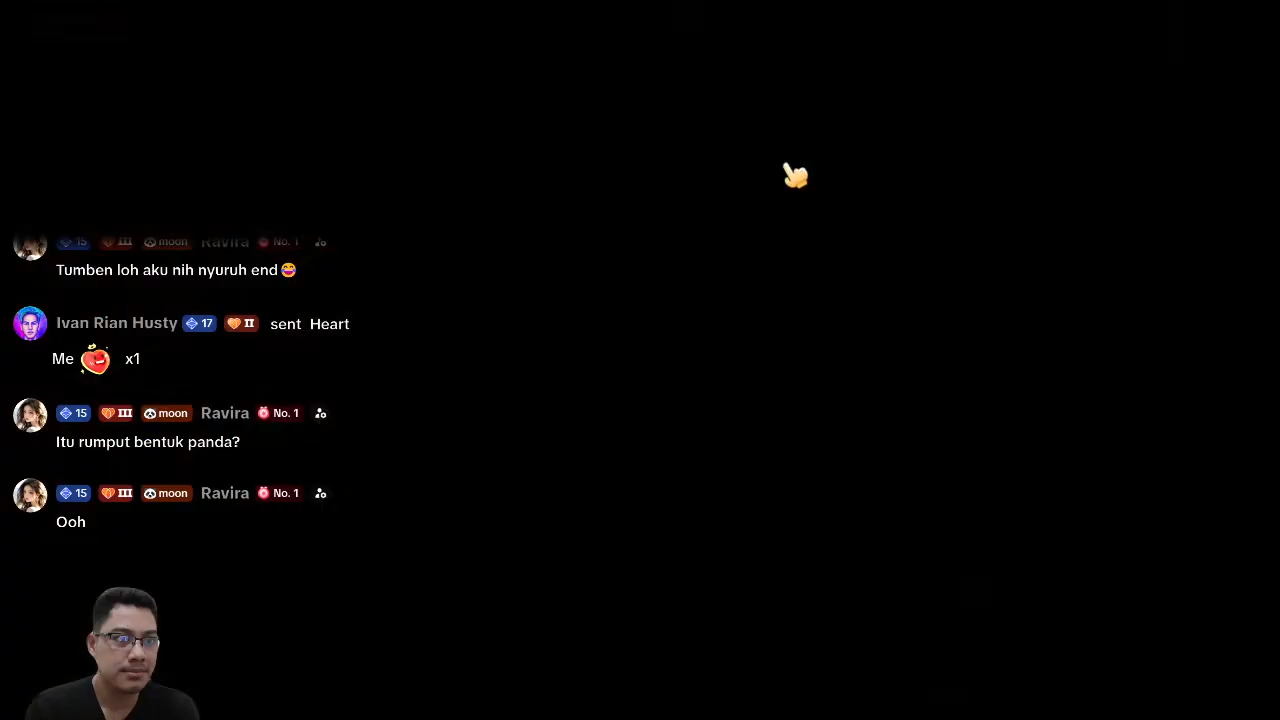 15 III moon Ravira No. 1
Tumben loh aku nih nyuruh end
Ivan Rian Husty 17 II sent Heart
Me x1
15 III moon Ravira No. 1
Itu rumput bentuk panda?
15 III moon Ravira No. 1
Ooh